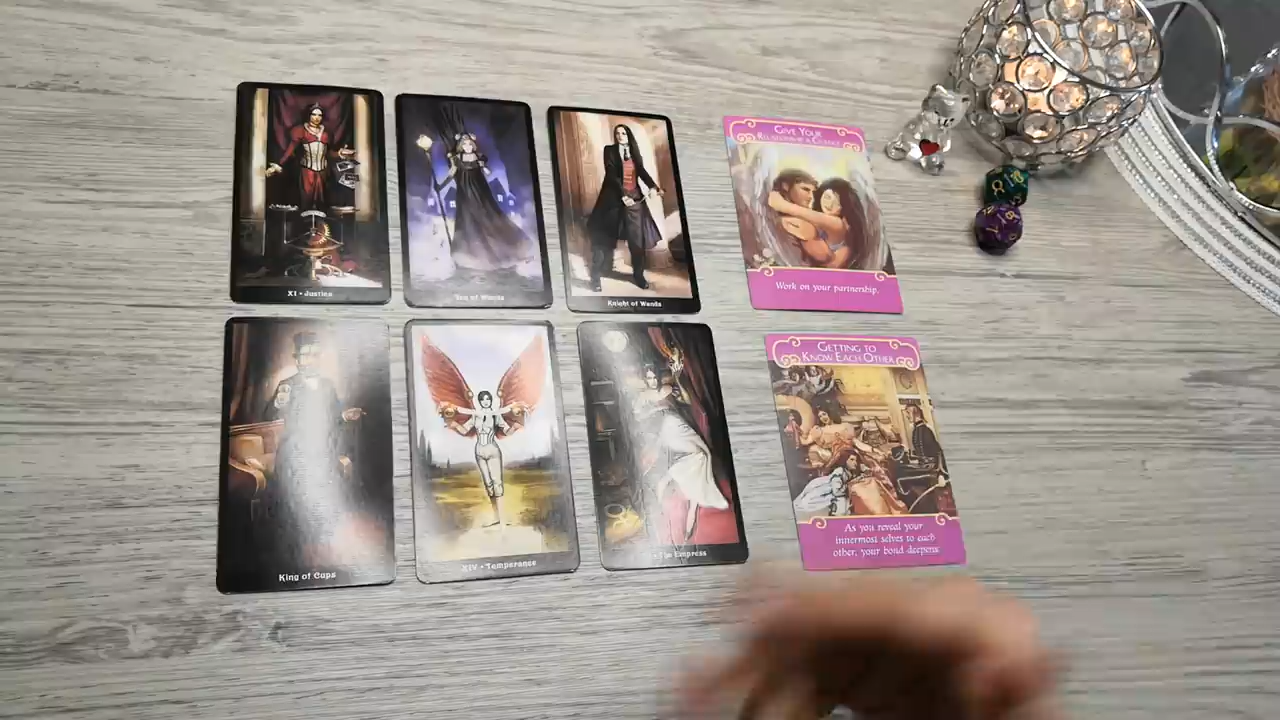 XI • Justice
Ten of Wands
Knight of Wands
GIVE YOUR
RELATIONSHIP A CHANCE
Work on your partnership.
King of Cups
XIV • Temperance
The Empress
GETTING TO
KNOW EACH OTHER
As you reveal your
innermost selves to each
other, your bond deepens.